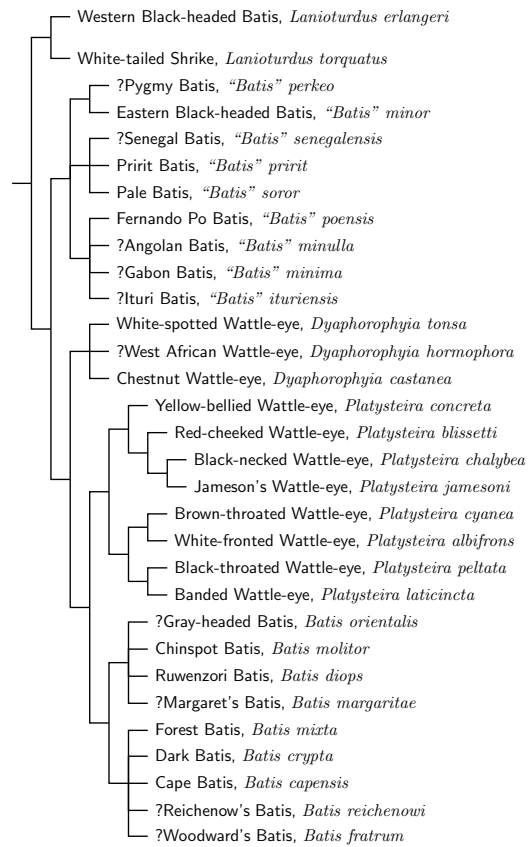 Western Black-headed Batis, Lanioturdus erlangeri
White-tailed Shrike, Lanioturdus torquatus
?Pygmy Batis, “Batis” perkeo
Eastern Black-headed Batis, “Batis” minor
?Senegal Batis, “Batis” senegalensis
Pririt Batis, “Batis” pririt
Pale Batis, “Batis” soror
Fernando Po Batis, “Batis” poensis
?Angolan Batis, “Batis” minulla
?Gabon Batis, “Batis” minima
?Ituri Batis, “Batis” ituriensis
White-spotted Wattle-eye, Dyaphorophyia tonsa
?West African Wattle-eye, Dyaphorophyia hormophora
Chestnut Wattle-eye, Dyaphorophyia castanea
Yellow-bellied Wattle-eye, Platysteira concreta
Red-cheeked Wattle-eye, Platysteira blissetti
Black-necked Wattle-eye, Platysteira chalybea
Jameson's Wattle-eye, Platysteira jamesoni
Brown-throated Wattle-eye, Platysteira cyanea
White-fronted Wattle-eye, Platysteira albifrons
Black-throated Wattle-eye, Platysteira peltata
Banded Wattle-eye, Platysteira laticincta
?Gray-headed Batis, Batis orientalis
Chinspot Batis, Batis molitor
Ruwenzori Batis, Batis diops
?Margaret's Batis, Batis margaritae
Forest Batis, Batis mixta
Dark Batis, Batis crypta
Cape Batis, Batis capensis
?Reichenow's Batis, Batis reichenowi
?Woodward's Batis, Batis fratrum